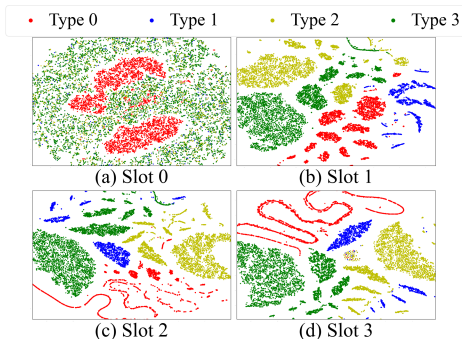 Type 0 Type 1 Type 2 Type 3
(a) Slot 0 (b) Slot 1
(c) Slot 2 (d) Slot 3